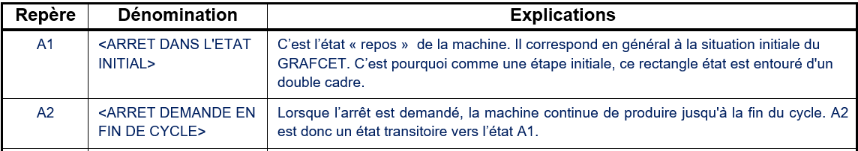 Repère Dénomination Explications
A1 <ARRET DANS L'ETAT C'est l'état « repos » de la machine. Il correspond en général à la situation initiale du
INITIAL> GRAFCET. C'est pourquoi comme une étape initiale, ce rectangle état est entouré d'un
double cadre.
A2 <ARRET DEMANDE EN Lorsque l'arrêt est demandé, la machine continue de produire jusqu'à la fin du cycle. A2
FIN DE CYCLE> est donc un état transitoire vers l'état A1.